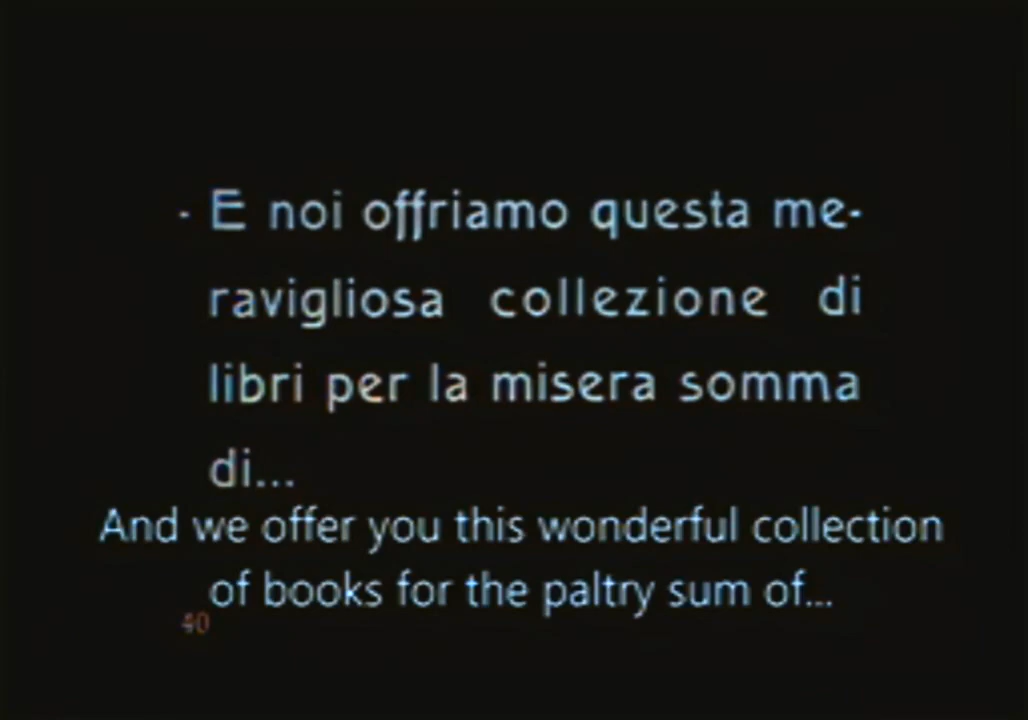 - E noi offriamo questa me-
ravigliosa collezione di
libri per la misera somma
di...
And we offer you this wonderful collection
of books for the paltry sum of...
40